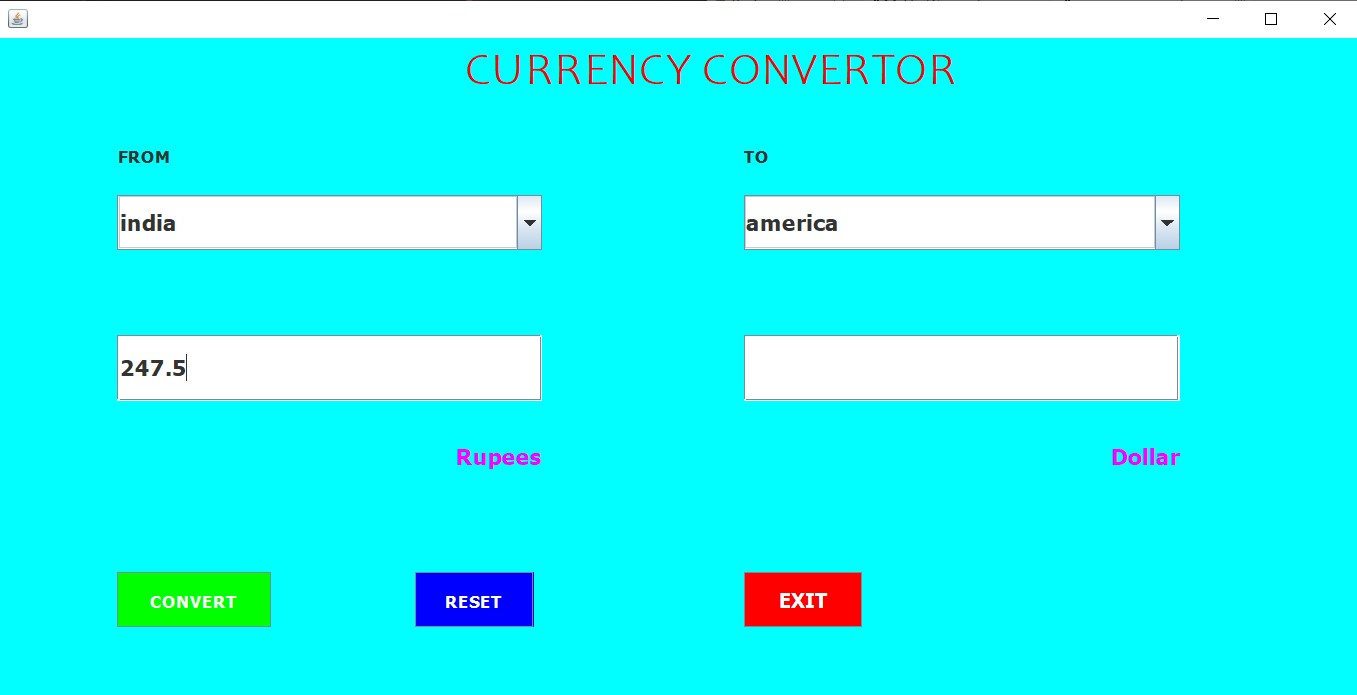 CURRENCY CONVERTOR
FROM TO
india america
247.5
Rupees Dollar
CONVERT RESET EXIT